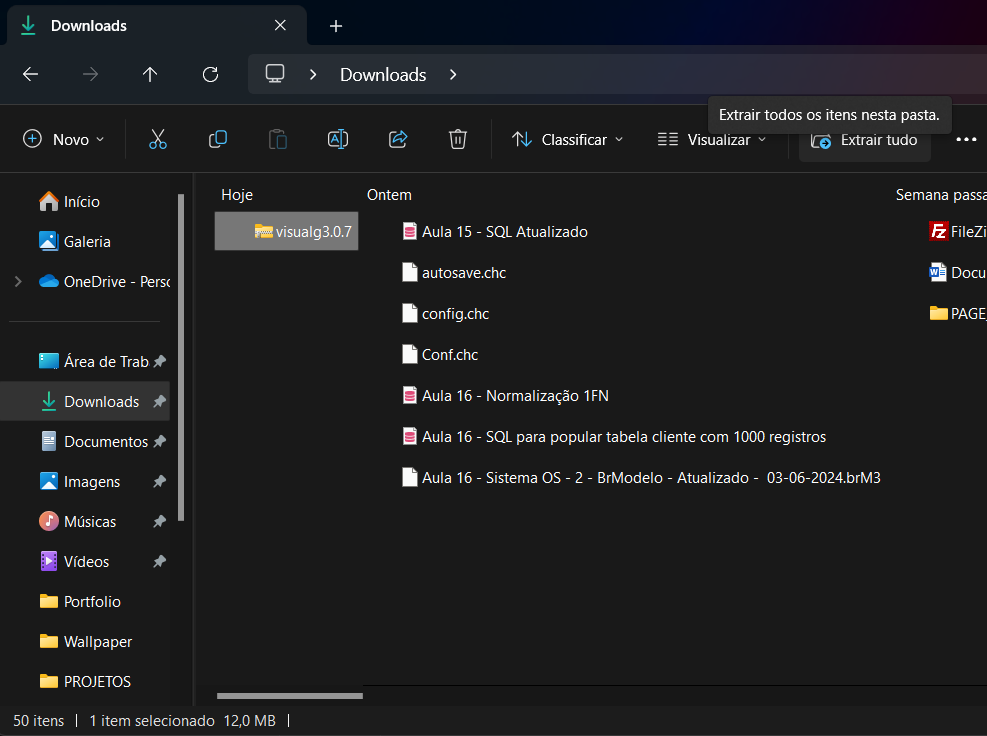 Downloads
Downloads
Extrair todos os itens nesta pasta.
Novo
Classificar
Visualizar
Extrair tudo
Início
Galeria
OneDrive - Perso
Área de Trab
Downloads
Documentos
Imagens
Músicas
Vídeos
Portfolio
Wallpaper
PROJETOS
Hoje
visualg3.0.7
Ontem
Aula 15 - SQL Atualizado
autosave.chc
config.chc
Conf.chc
Aula 16 - Normalização 1FN
Aula 16 - SQL para popular tabela cliente com 1000 registros
Aula 16 - Sistema OS - 2 - BrModelo - Atualizado - 03-06-2024.brM3
Semana passa
FileZi
Docu
PAGE_
50 itens
1 item selecionado 12,0 MB